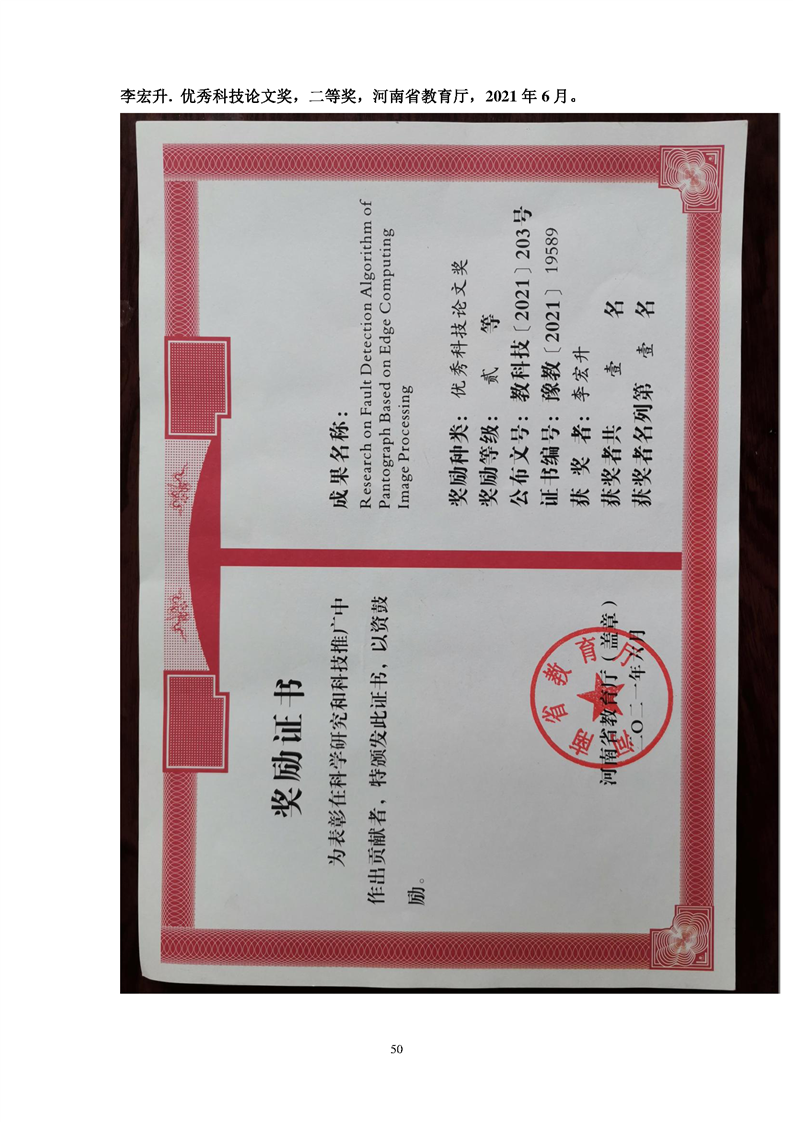 李宏升. 优秀科技论文奖，二等奖，河南省教育厅，2021 年 6 月。
奖励证书
为表彰在科学研究和科技推广中
作出贡献者，特颁发此证书，以资鼓
励。
河南省教育厅（盖章）
二〇二一年六月
河南省教育厅
成果名称：
Research on Fault Detection Algorithm of
Pantograph Based on Edge Computing
Image Processing
奖励种类：优秀科技论文奖
奖励等级：贰 等
公布文号：教科技〔2021〕203号
证书编号：豫教〔2021〕19589
获 奖 者：李宏升
获奖者共 壹 名
获奖者名列第 壹 名
50